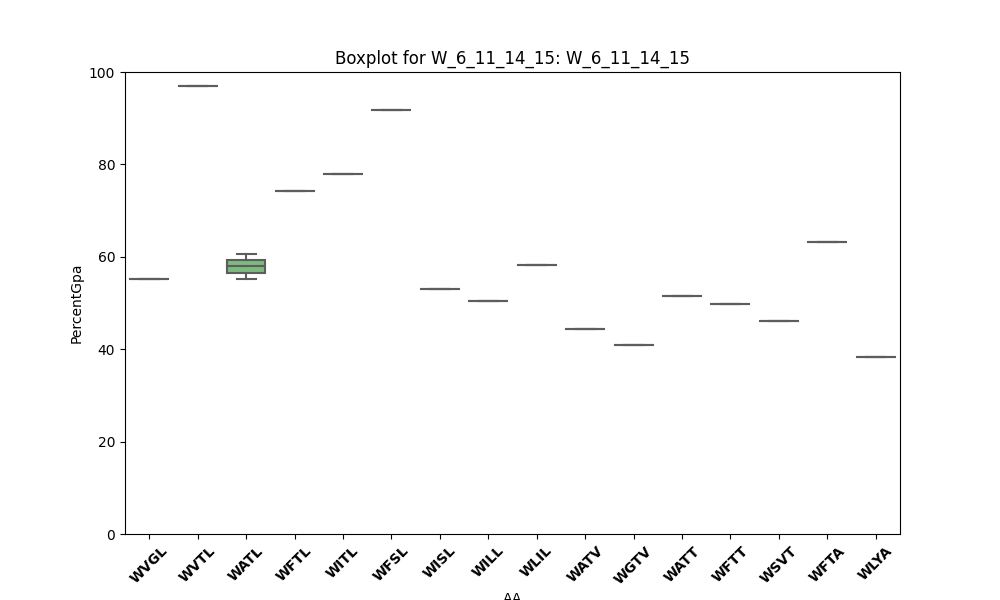 Boxplot for W_6_11_14_15: W_6_11_14_15
100
80
60
40
20
0
PercentGpa
WVGL WVTL WATL WFTL WITL WFSL WISL WILL WLIL WATV WGTV WATT WFTT WSVT WFTA WLYA
AA